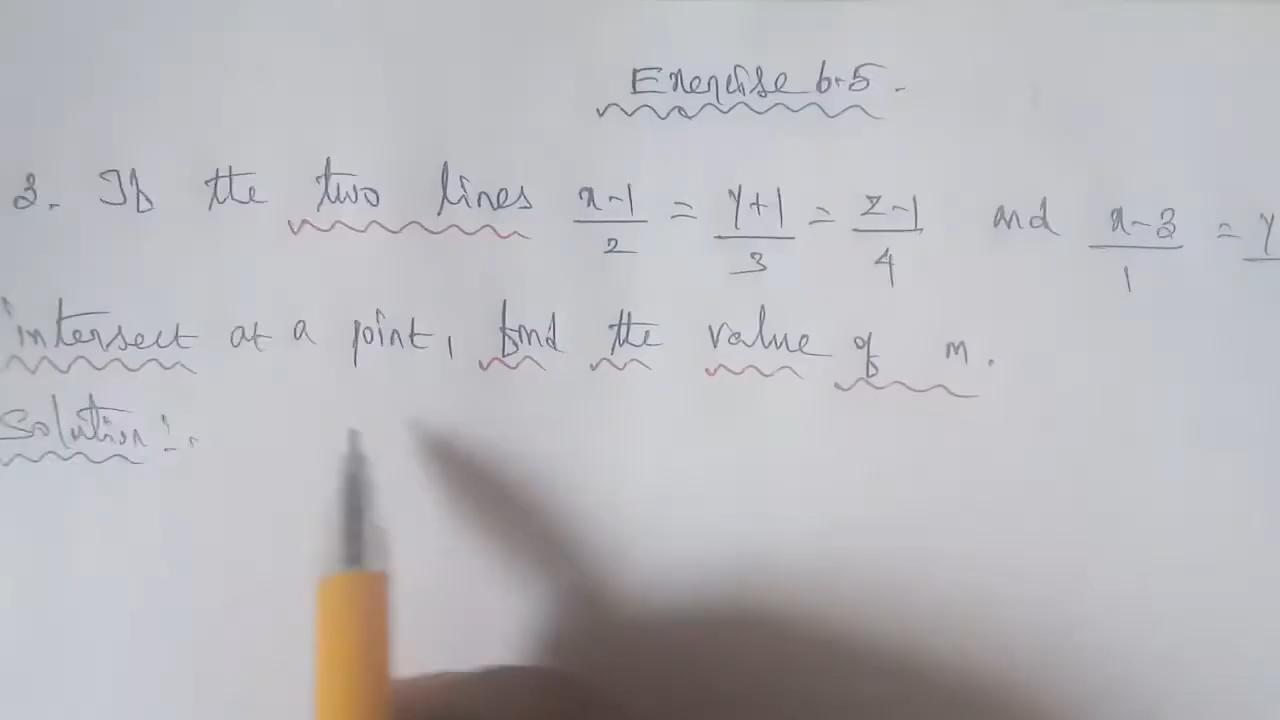 Exercise 6.5.
3. If the two lines x-1/2 = y+1/3 = z-1/4 and x-3/1 = y
intersect at a point, find the value of m.
Solution:-